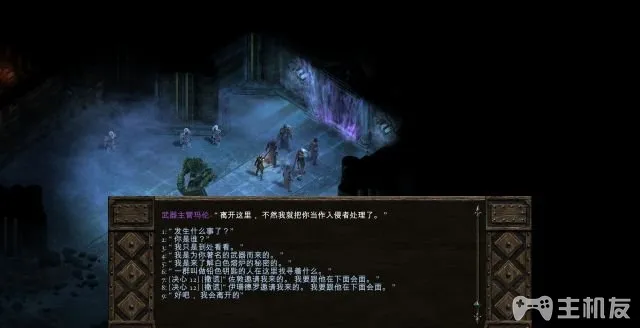 武器主管玛伦-“离开这里，不然我就把你当作入侵者处理了。”
1:“发生什么事了？”
2:“你是谁？”
3:“我只是到处看看。”
4:“我是为你著名的武器而来的。”
5:“我是来了解白色熔炉的秘密的。”
6:“一群叫做铅色钥匙的人在这里找寻着什么。”
7:[决心 12][撒谎]“佐敦邀请我来的。我要跟他在下面会面。”
8:[决心 12][撒谎]“伊瑞德罗邀请我来的。我要跟他在下面会面。”
9:“好吧，我会离开的”
主机友